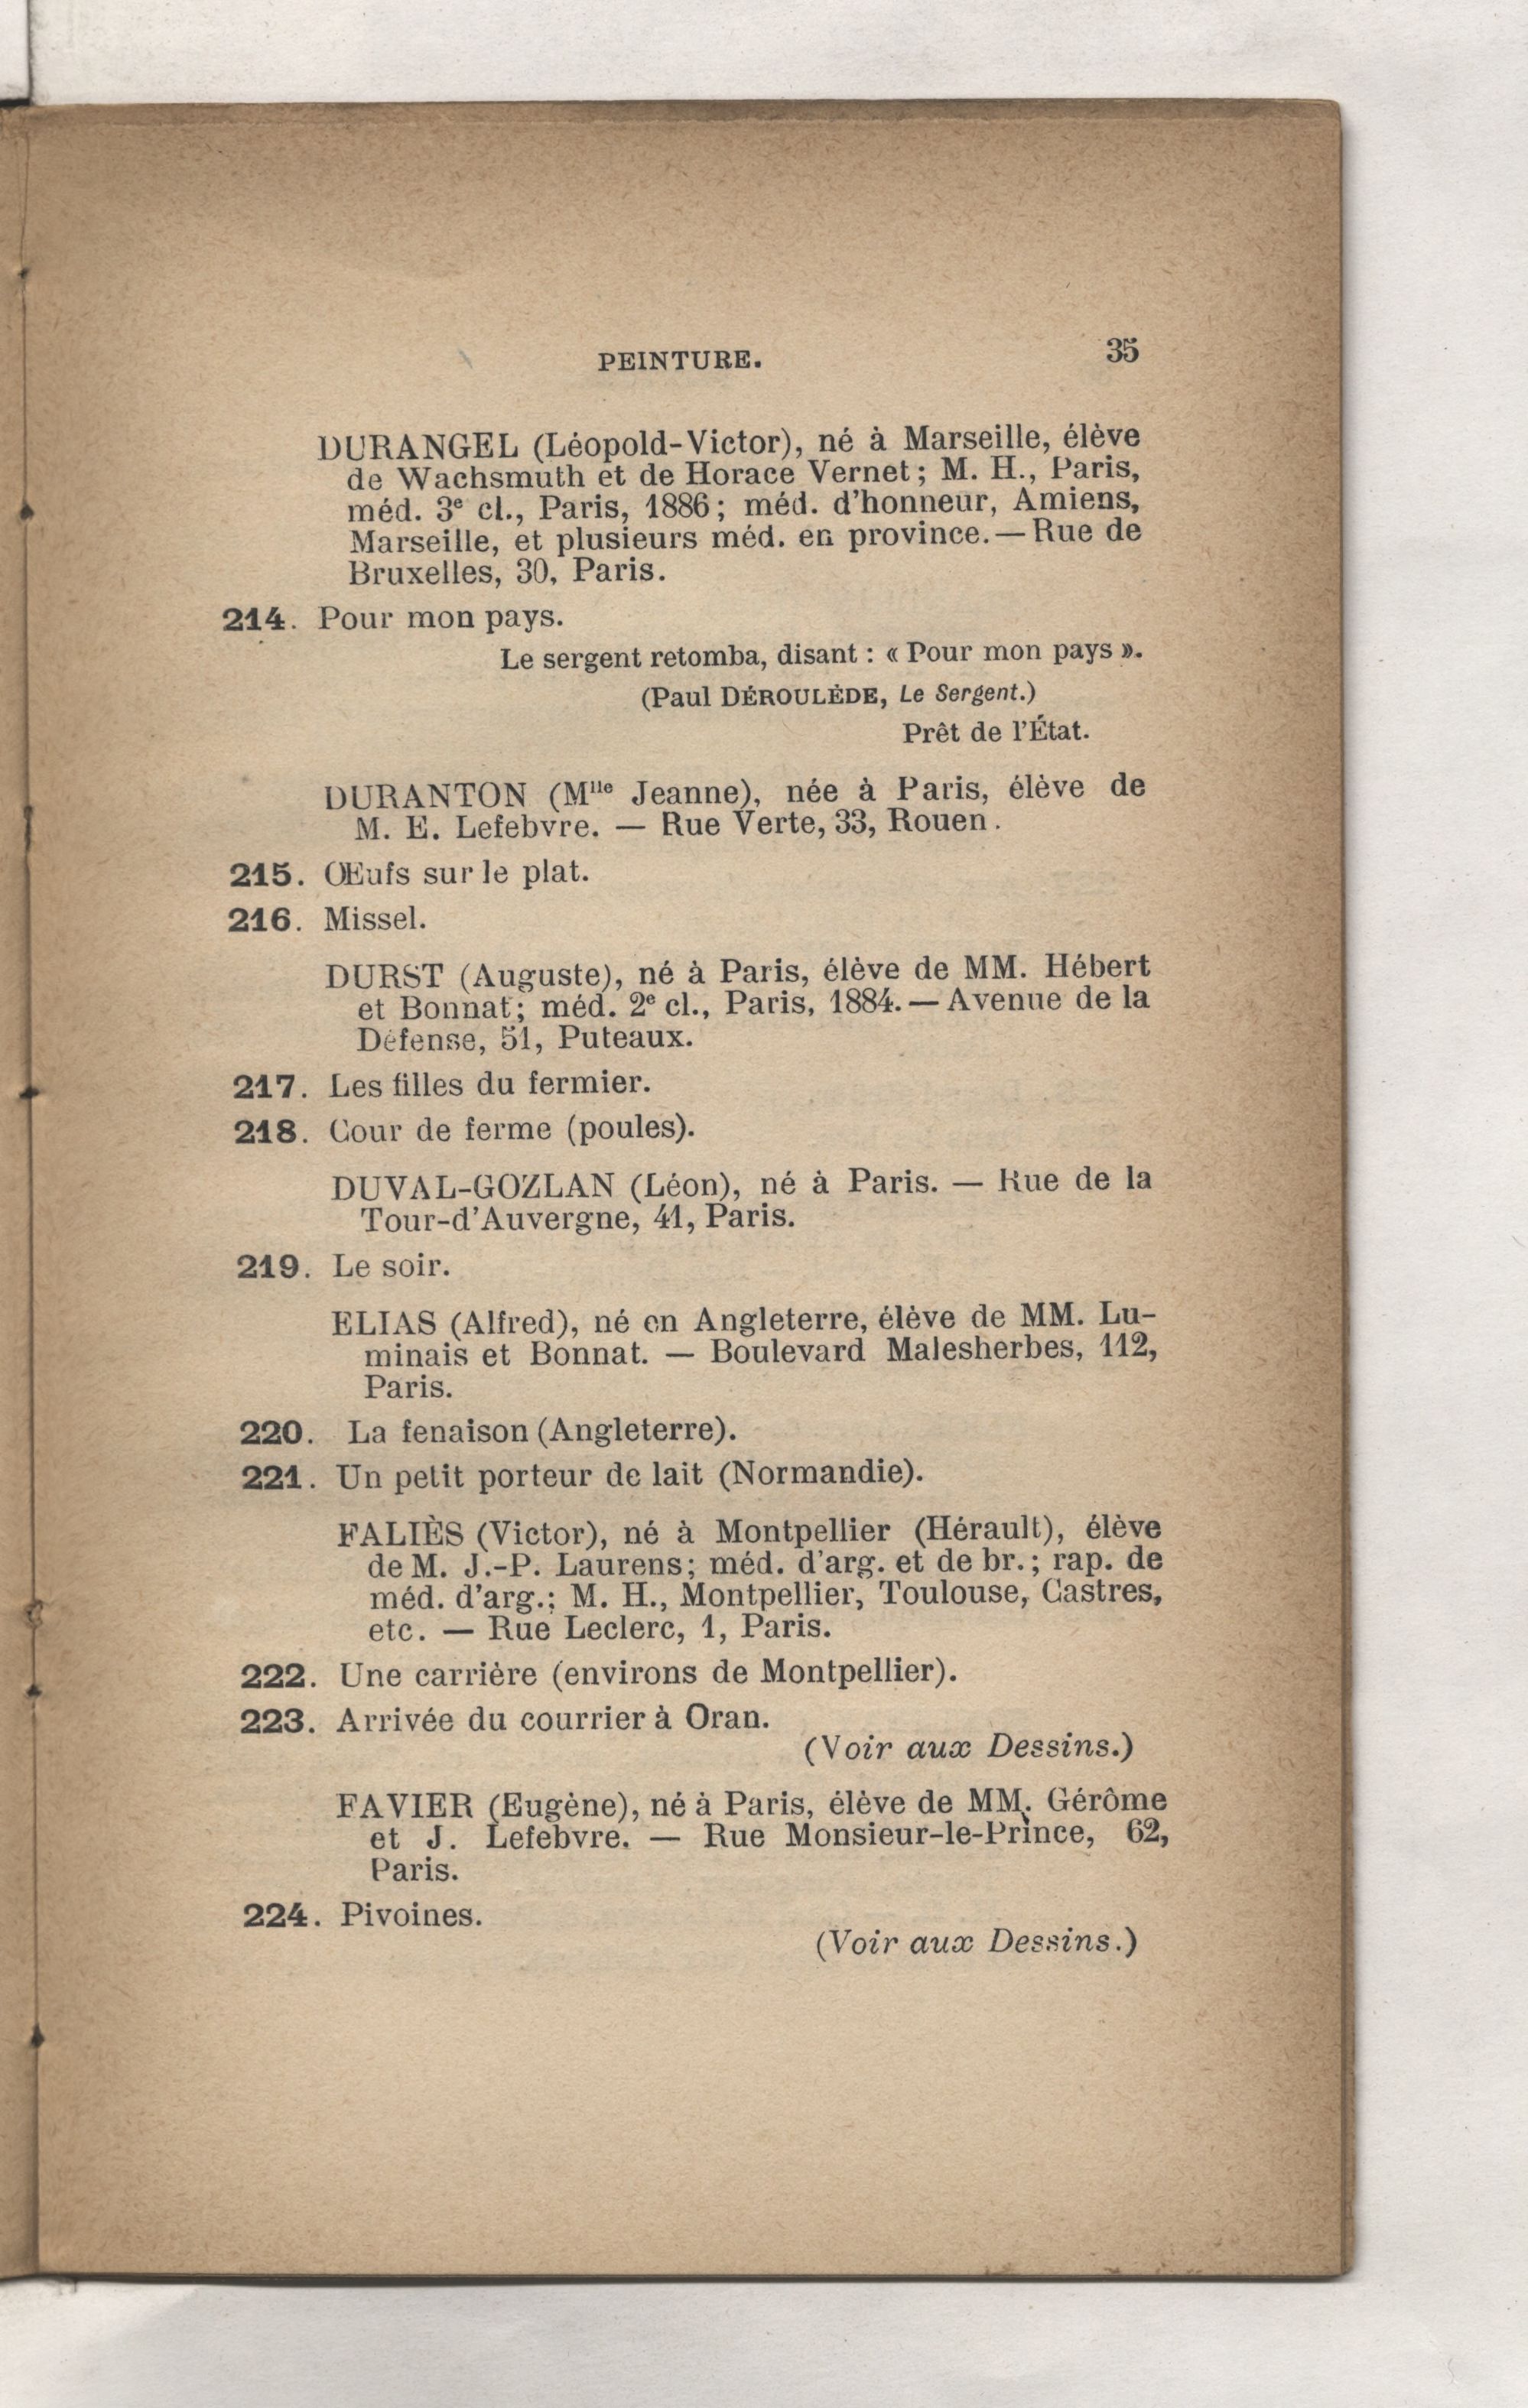 PEINTURE. 35
DURANGEL (Léopold-Victor), né à Marseille, élève
de Wachsmuth et de Horace Vernet; M. H., Paris,
méd. 3e cl., Paris, 1886; méd. d'honneur, Amiens,
Marseille, et plusieurs méd. en province.—Rue de
Bruxelles, 30, Paris.
214. Pour mon pays.
Le sergent retomba, disant : « Pour mon pays ».
(Paul DÉROULÈDE, Le Sergent.)
Prêt de l'État.
DURANTON (Mlle Jeanne), née à Paris, élève de
M. E. Lefebvre. — Rue Verte, 33, Rouen.
215. Œufs sur le plat.
216. Missel.
DURST (Auguste), né à Paris, élève de MM. Hébert
et Bonnat; méd. 2e cl., Paris, 1884. — Avenue de la
Défense, 51, Puteaux.
217. Les filles du fermier.
218. Cour de ferme (poules).
DUVAL-GOZLAN (Léon), né à Paris. — Rue de la
Tour-d'Auvergne, 41, Paris.
219. Le soir.
ELIAS (Alfred), né en Angleterre, élève de MM. Lu-
minais et Bonnat. — Boulevard Malesherbes, 112,
Paris.
220. La fenaison (Angleterre).
221. Un petit porteur de lait (Normandie).
FALIÈS (Victor), né à Montpellier (Hérault), élève
de M. J.-P. Laurens; méd. d'arg. et de br.; rap. de
méd. d'arg.; M. H., Montpellier, Toulouse, Castres,
etc. — Rue Leclerc, 1, Paris.
222. Une carrière (environs de Montpellier).
223. Arrivée du courrier à Oran.
(Voir aux Dessins.)
FAVIER (Eugène), né à Paris, élève de MM. Gérôme
et J. Lefebvre. — Rue Monsieur-le-Prince, 62,
Paris.
224. Pivoines.
(Voir aux Dessins.)